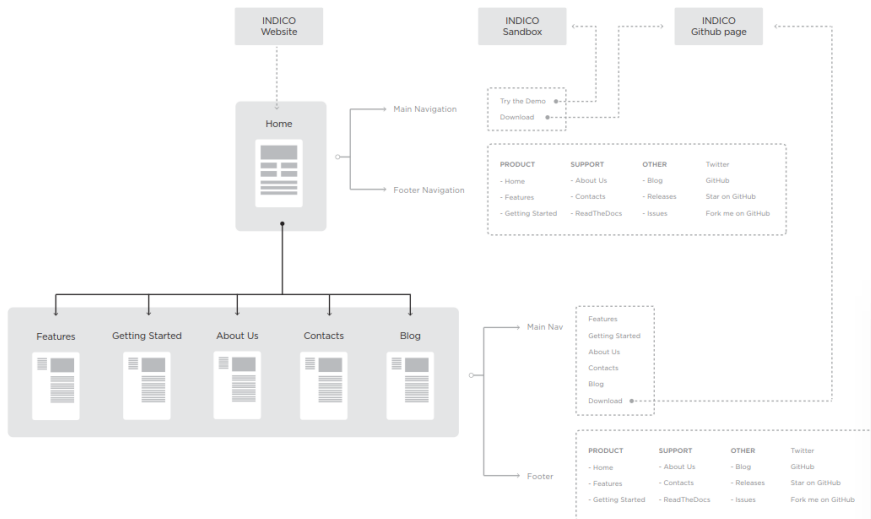 INDICO
Website
INDICO
Sandbox
INDICO
Github page
Home
Main Navigation
Footer Navigation
Try the Demo
Download
PRODUCT SUPPORT OTHER Twitter
- Home - About Us - Blog GitHub
- Features - Contacts - Releases Star on GitHub
- Getting Started - ReadTheDocs - Issues Fork me on GitHub
Features Getting Started About Us Contacts Blog
Main Nav
Features
Getting Started
About Us
Contacts
Blog
Download
Footer
PRODUCT SUPPORT OTHER Twitter
- Home - About Us - Blog GitHub
- Features - Contacts - Releases Star on GitHub
- Getting Started - ReadTheDocs - Issues Fork me on GitHub